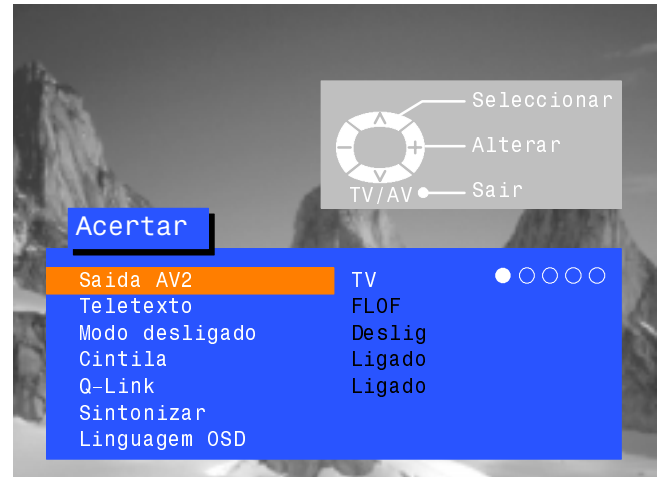 Seleccionar
Alterar
TV/AV Sair
Acertar
Saida AV2 TV
Teletexto FLOF
Modo desligado Deslig
Cintila Ligado
Q-Link Ligado
Sintonizar
Linguagem OSD